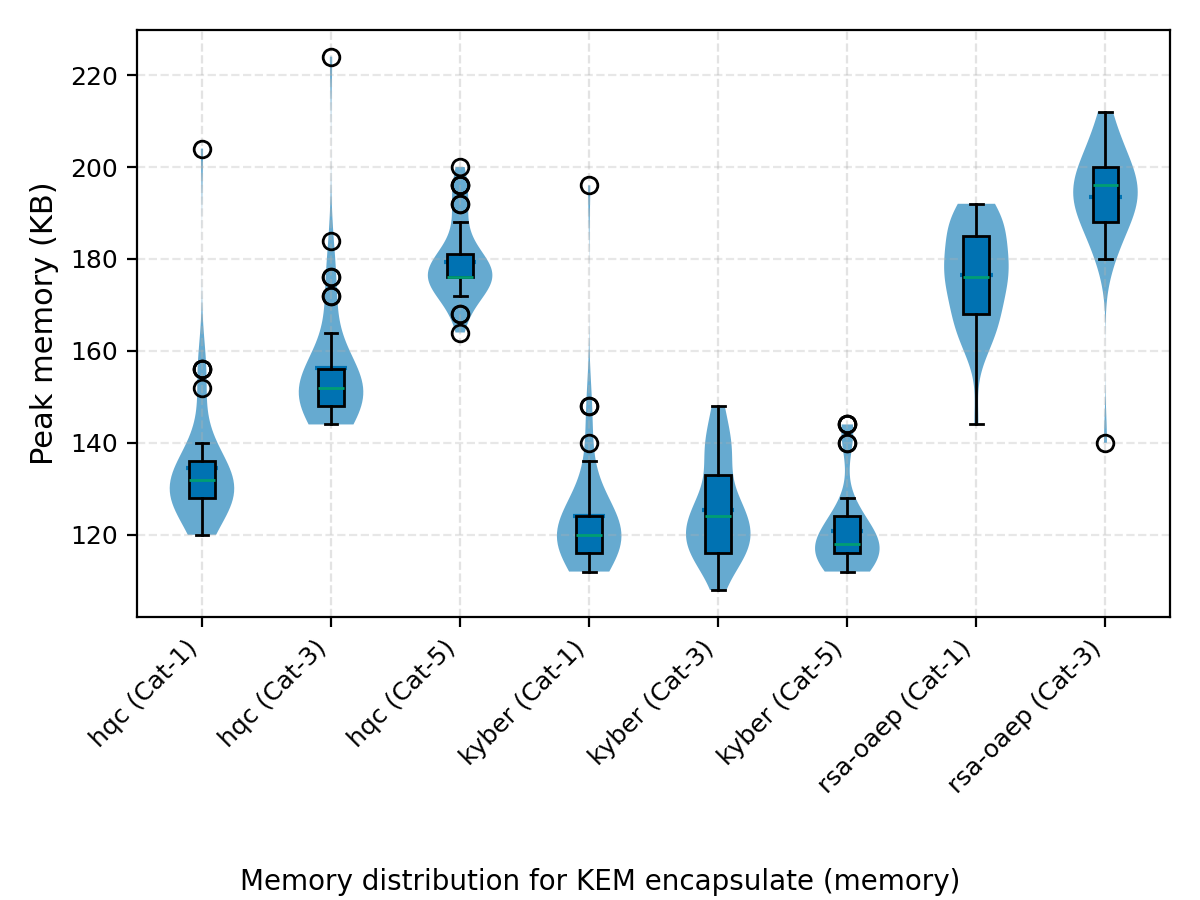 Peak memory (KB)
220
200
180
160
140
120
hqc (Cat-1)
hqc (Cat-3)
hqc (Cat-5)
kyber (Cat-1)
kyber (Cat-3)
kyber (Cat-5)
rsa-oaep (Cat-1)
rsa-oaep (Cat-3)
Memory distribution for KEM encapsulate (memory)